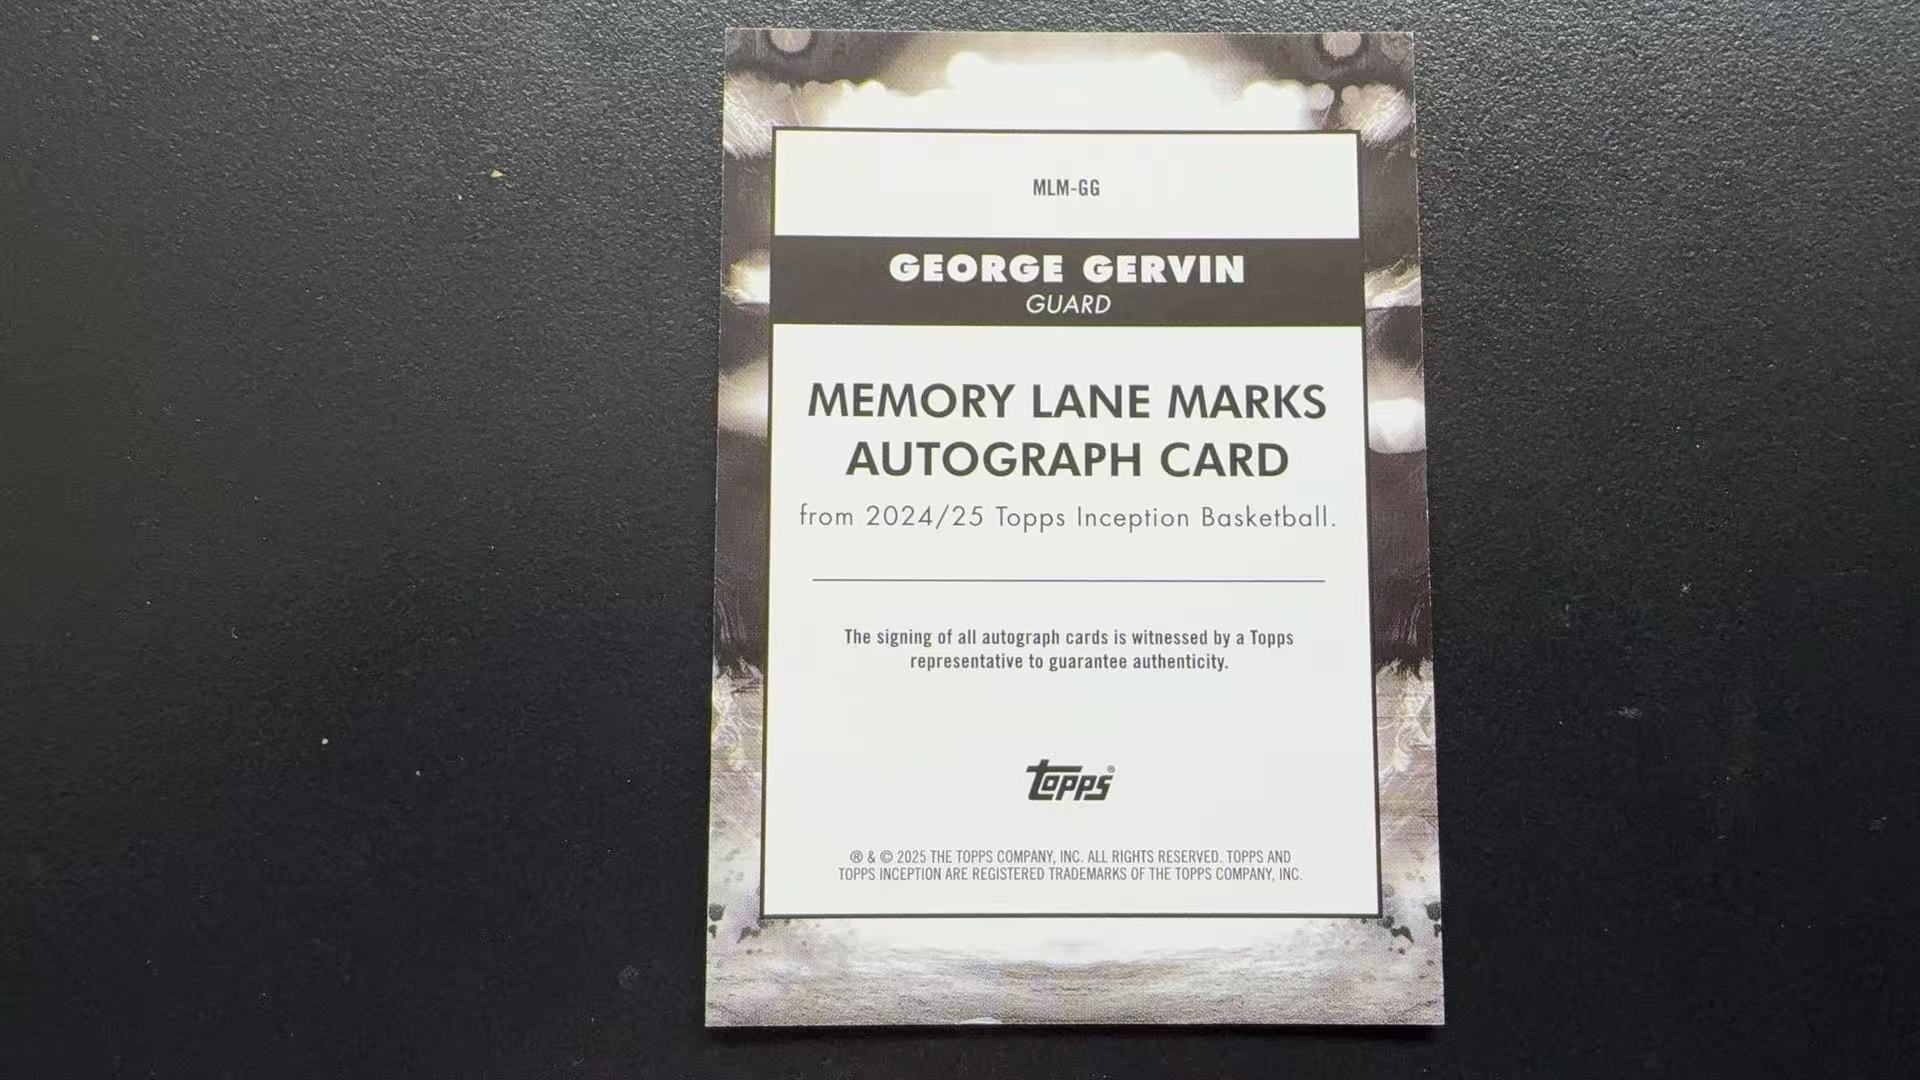 MLM-GG
GEORGE GERVIN
GUARD
MEMORY LANE MARKS
AUTOGRAPH CARD
from 2024/25 Topps Inception Basketball.
The signing of all autograph cards is witnessed by a Topps
representative to guarantee authenticity.
topps®
® & © 2025 THE TOPPS COMPANY, INC. ALL RIGHTS RESERVED. TOPPS AND
TOPPS INCEPTION ARE REGISTERED TRADEMARKS OF THE TOPPS COMPANY, INC.